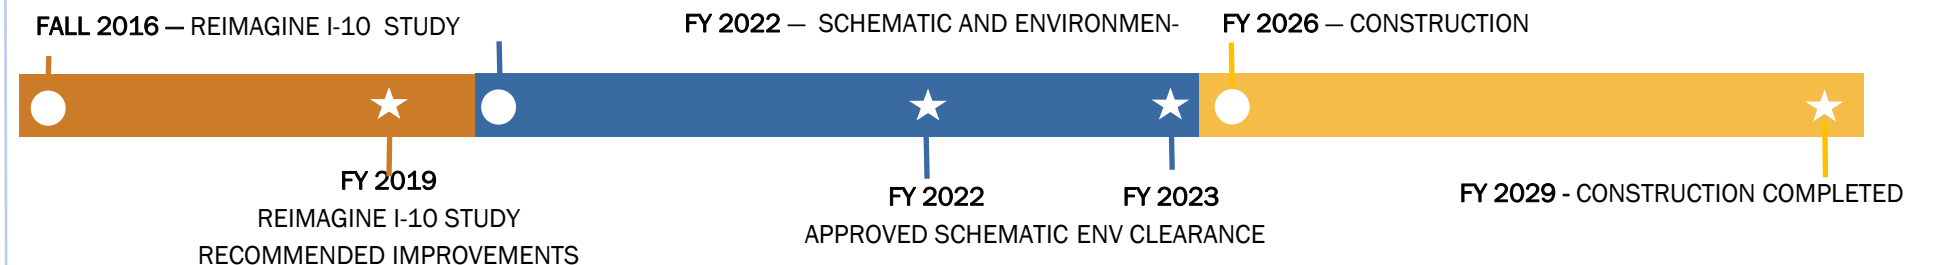 FALL 2016 — REIMAGINE I-10 STUDY
FY 2022 — SCHEMATIC AND ENVIRONMEN-
FY 2026 — CONSTRUCTION
FY 2019
REIMAGINE I-10 STUDY
RECOMMENDED IMPROVEMENTS
FY 2022
APPROVED SCHEMATIC
FY 2023
ENV CLEARANCE
FY 2029 - CONSTRUCTION COMPLETED